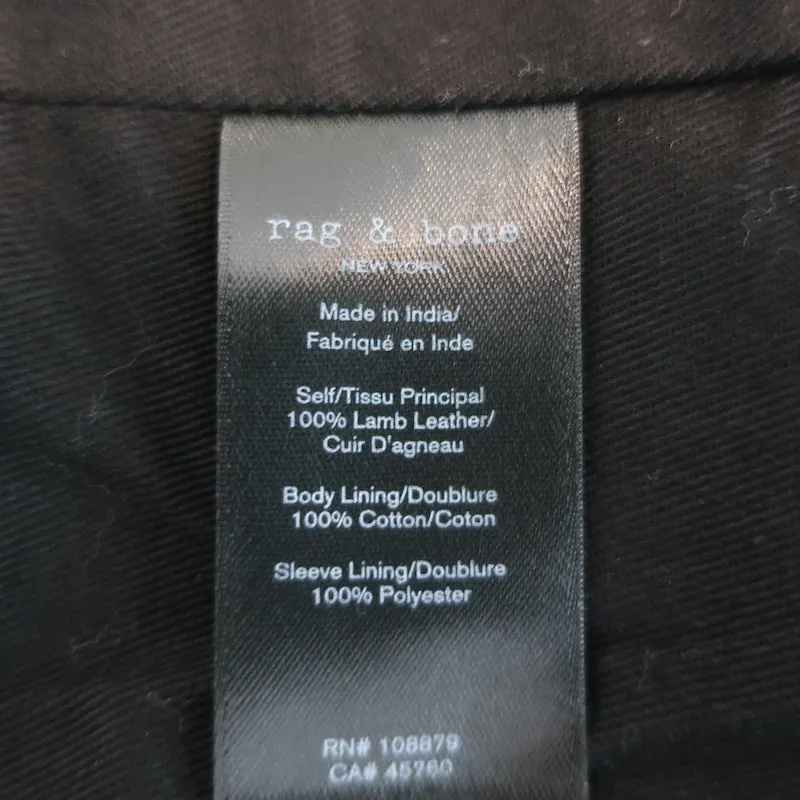 rag & bone
NEW YORK
Made in India/
Fabriqué en Inde
Self/Tissu Principal
100% Lamb Leather/
Cuir D'agneau
Body Lining/Doublure
100% Cotton/Coton
Sleeve Lining/Doublure
100% Polyester
RN# 108879
CA# 45760